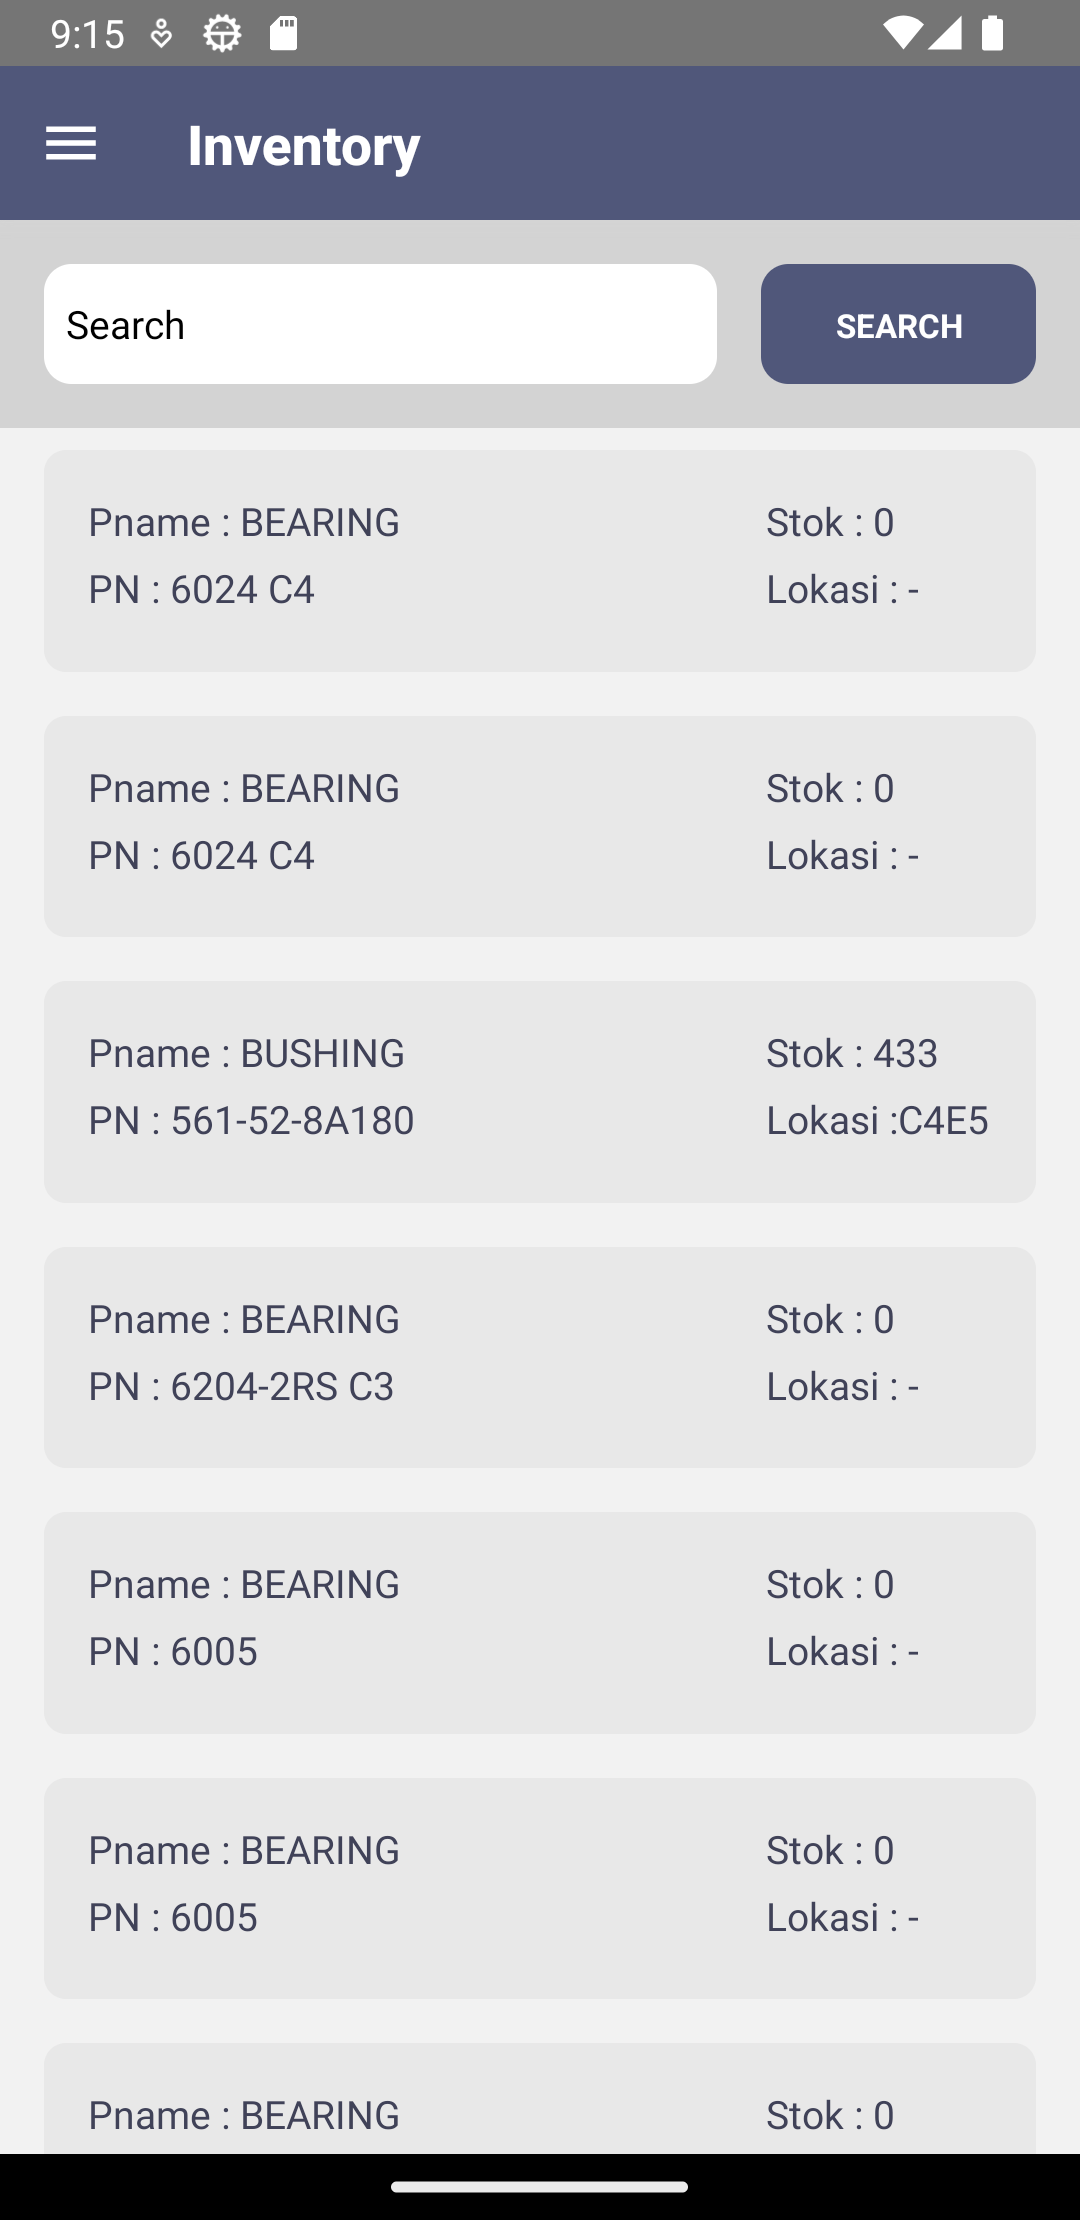 9:15
Inventory
Search
SEARCH
Pname : BEARING
Stok : 0
PN : 6024 C4
Lokasi : -
Pname : BEARING
Stok : 0
PN : 6024 C4
Lokasi : -
Pname : BUSHING
Stok : 433
PN : 561-52-8A180
Lokasi :C4E5
Pname : BEARING
Stok : 0
PN : 6204-2RS C3
Lokasi : -
Pname : BEARING
Stok : 0
PN : 6005
Lokasi : -
Pname : BEARING
Stok : 0
PN : 6005
Lokasi : -
Pname : BEARING
Stok : 0